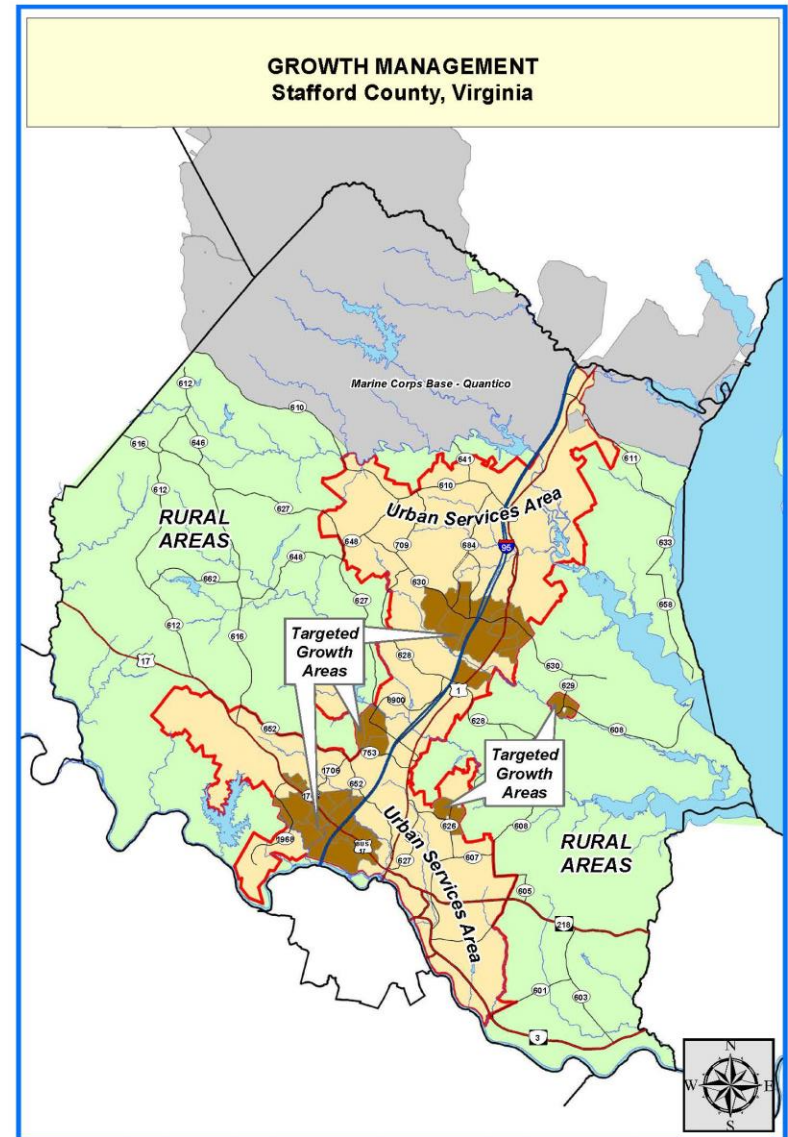 GROWTH MANAGEMENT
Stafford County, Virginia
Marine Corps Base - Quantico
612
610
616
646
641
611
612
610
627
Urban Services Area
RURAL
AREAS
648
709
684
95
633
648
662
630
658
627
612
616
Targeted
Growth
Areas
17
628
630
1
629
652
628
608
753
Targeted
Growth
Areas
1706
652
626
608
RURAL
AREAS
Urban Services Area
627
607
605
218
601
603
3
N
W
E
S